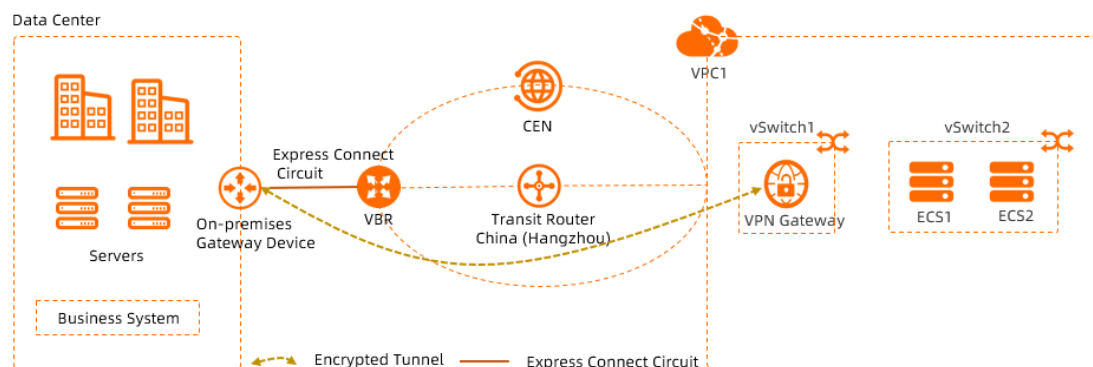 Data Center
VPC1
CEN
vSwitch1
vSwitch2
Express Connect
Circuit
On-premises
Gateway Device
VBR
Transit Router
China (Hangzhou)
VPN Gateway
ECS1
ECS2
Servers
Business System
Encrypted Tunnel
Express Connect Circuit